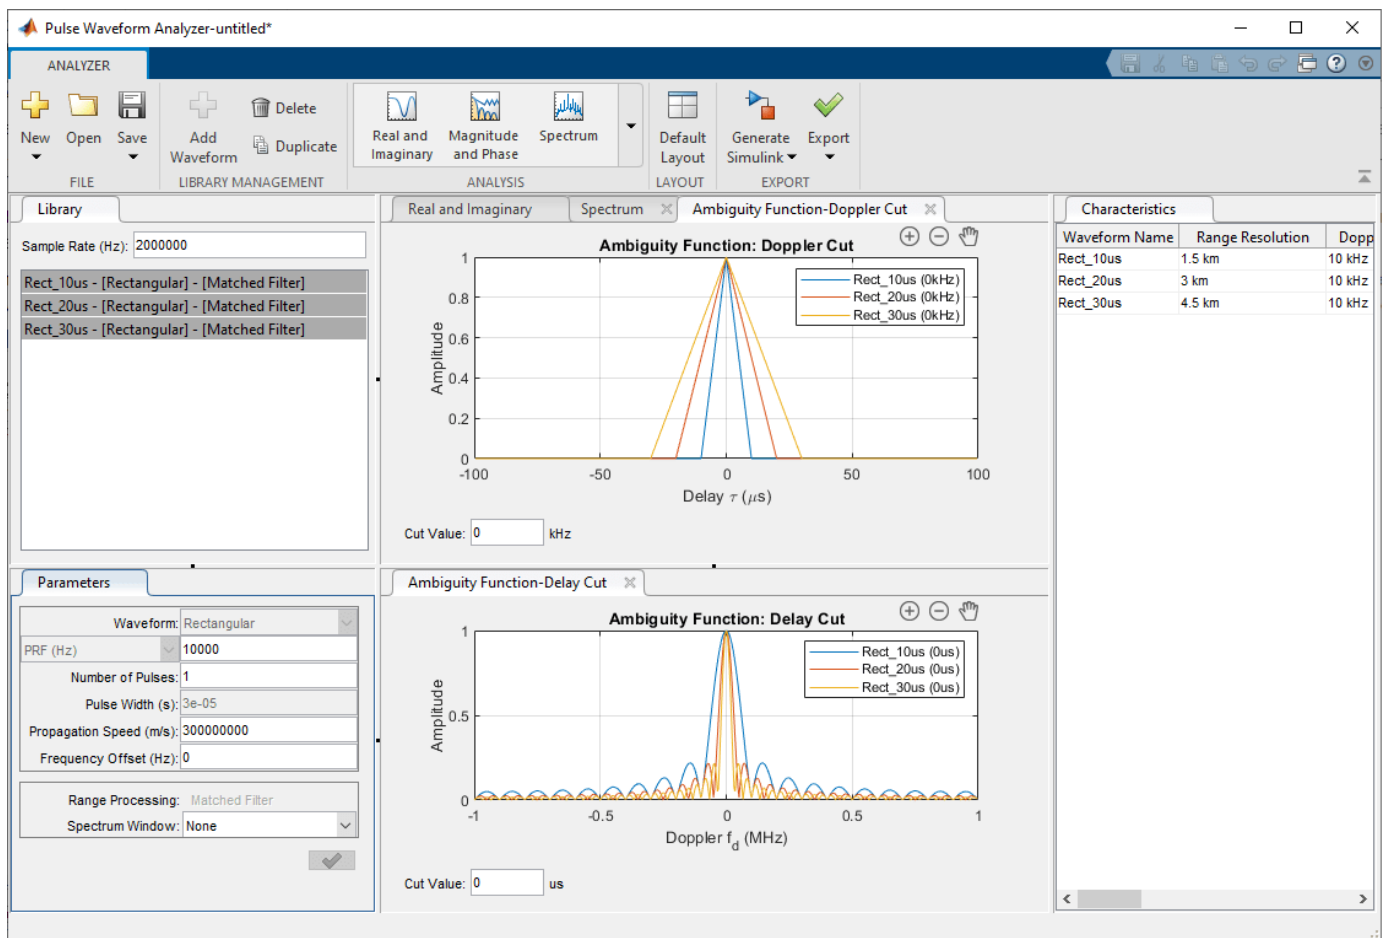 Pulse Waveform Analyzer-untitled*
ANALYZER
New
Open
Save
Add
Waveform
Delete
Duplicate
Real and
Imaginary
Magnitude
and Phase
Spectrum
Default
Layout
Generate
Simulink
Export
FILE
LIBRARY MANAGEMENT
ANALYSIS
LAYOUT
EXPORT
Library
Sample Rate (Hz): 2000000
Rect_10us - [Rectangular] - [Matched Filter]
Rect_20us - [Rectangular] - [Matched Filter]
Rect_30us - [Rectangular] - [Matched Filter]
Parameters
Waveform: Rectangular
PRF (Hz) 10000
Number of Pulses: 1
Pulse Width (s): 3e-05
Propagation Speed (m/s): 300000000
Frequency Offset (Hz): 0
Range Processing: Matched Filter
Spectrum Window: None
Real and Imaginary
Spectrum
Ambiguity Function-Doppler Cut
Ambiguity Function: Doppler Cut
Rect_10us (0kHz)
Rect_20us (0kHz)
Rect_30us (0kHz)
Amplitude
1
0.8
0.6
0.4
0.2
0
-100 -50 0 50 100
Delay τ (μs)
Cut Value: 0 kHz
Ambiguity Function-Delay Cut
Ambiguity Function: Delay Cut
Rect_10us (0us)
Rect_20us (0us)
Rect_30us (0us)
Amplitude
1
0.5
0
-1 -0.5 0 0.5 1
Doppler f_d (MHz)
Cut Value: 0 us
Characteristics
Waveform Name Range Resolution Dopp
Rect_10us 1.5 km 10 kHz
Rect_20us 3 km 10 kHz
Rect_30us 4.5 km 10 kHz